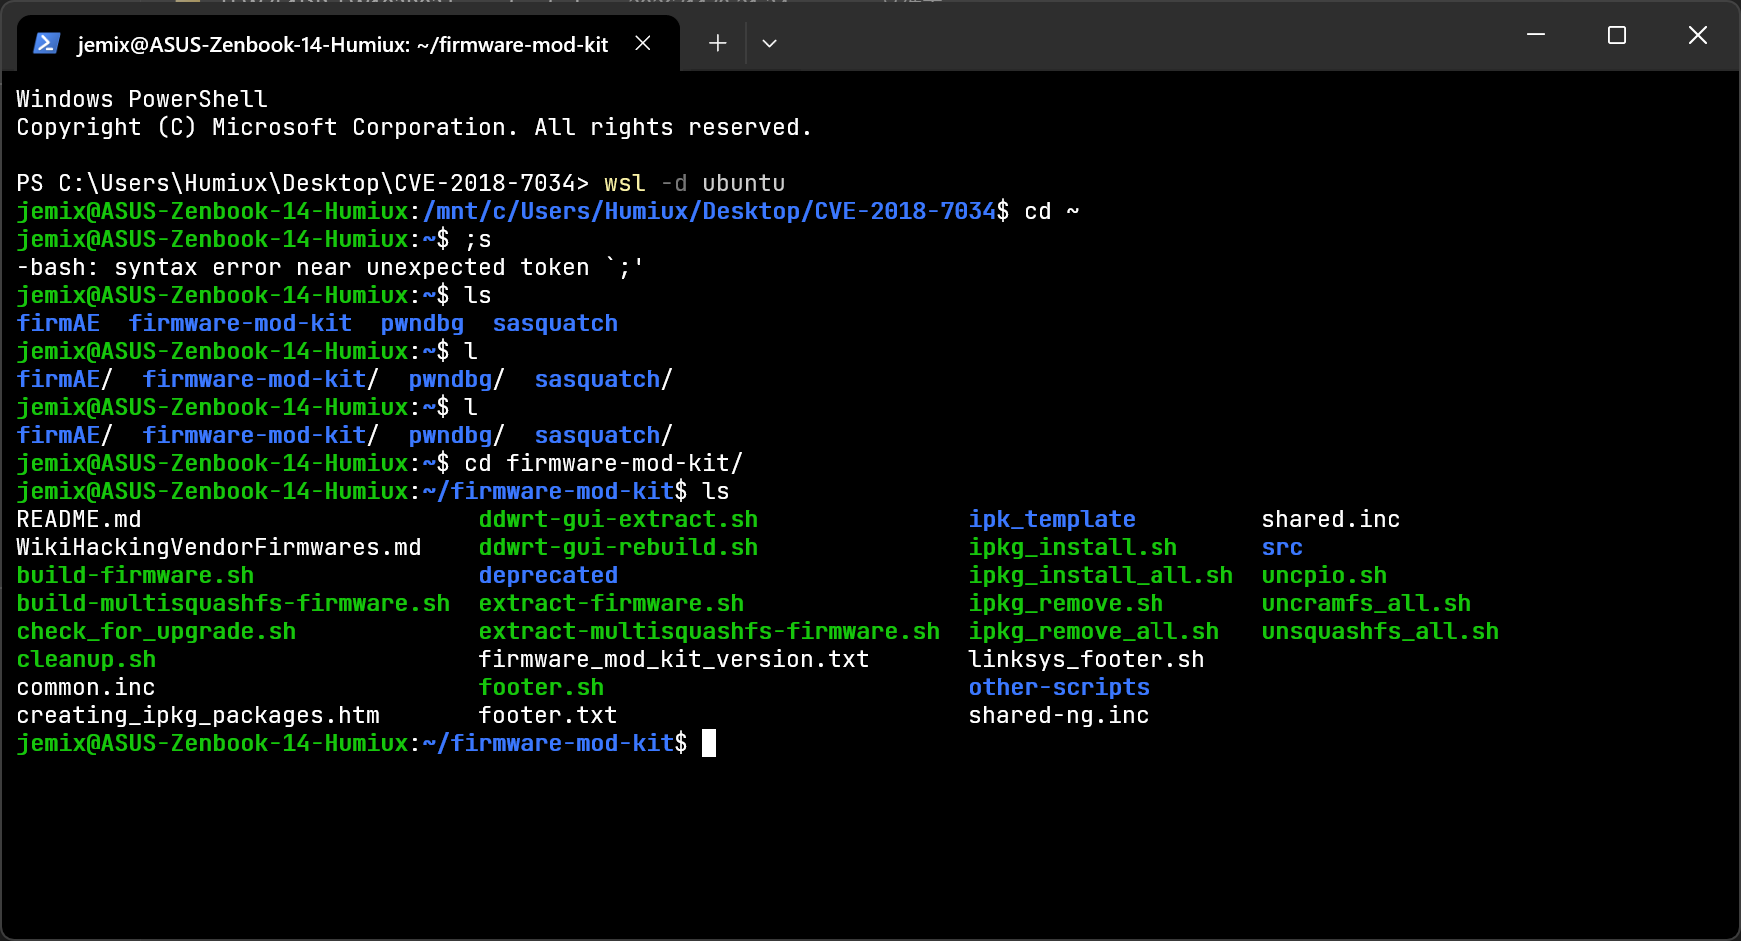 jemix@ASUS-Zenbook-14-Humiux: ~/firmware-mod-kit
Windows PowerShell
Copyright (C) Microsoft Corporation. All rights reserved.
PS C:\Users\Humiux\Desktop\CVE-2018-7034> wsl -d ubuntu
jemix@ASUS-Zenbook-14-Humiux:/mnt/c/Users/Humiux/Desktop/CVE-2018-7034$ cd ~
jemix@ASUS-Zenbook-14-Humiux:~$ ;s
-bash: syntax error near unexpected token `;'
jemix@ASUS-Zenbook-14-Humiux:~$ ls
firmAE  firmware-mod-kit  pwndbg  sasquatch
jemix@ASUS-Zenbook-14-Humiux:~$ l
firmAE/  firmware-mod-kit/  pwndbg/  sasquatch/
jemix@ASUS-Zenbook-14-Humiux:~$ l
firmAE/  firmware-mod-kit/  pwndbg/  sasquatch/
jemix@ASUS-Zenbook-14-Humiux:~$ cd firmware-mod-kit/
jemix@ASUS-Zenbook-14-Humiux:~/firmware-mod-kit$ ls
README.md                        ddwrt-gui-extract.sh               ipk_template         shared.inc
WikiHackingVendorFirmwares.md    ddwrt-gui-rebuild.sh               ipkg_install.sh      src
build-firmware.sh                deprecated                         ipkg_install_all.sh  uncpio.sh
build-multisquashfs-firmware.sh  extract-firmware.sh                ipkg_remove.sh       uncramfs_all.sh
check_for_upgrade.sh             extract-multisquashfs-firmware.sh  ipkg_remove_all.sh   unsquashfs_all.sh
cleanup.sh                       firmware_mod_kit_version.txt       linksys_footer.sh
common.inc                       footer.sh                          other-scripts
creating_ipkg_packages.htm       footer.txt                         shared-ng.inc
jemix@ASUS-Zenbook-14-Humiux:~/firmware-mod-kit$